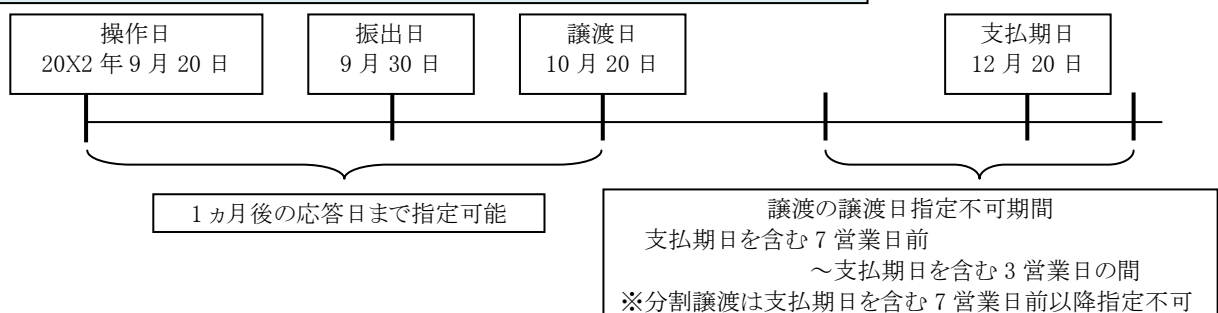 操作日
20X2 年 9 月 20 日
振出日
9 月 30 日
譲渡日
10 月 20 日
支払期日
12 月 20 日
1ヵ月後の応答日まで指定可能
譲渡の譲渡日指定不可期間
支払期日を含む 7 営業日前
～支払期日を含む 3 営業日の間
※分割譲渡は支払期日を含む 7 営業日前以降指定不可